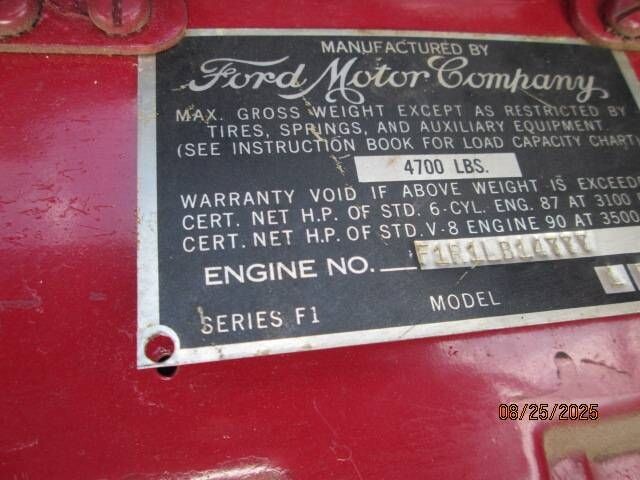 MANUFACTURED BY
Ford Motor Company
MAX. GROSS WEIGHT EXCEPT AS RESTRICTED BY
TIRES, SPRINGS, AND AUXILIARY EQUIPMENT
(SEE INSTRUCTION BOOK FOR LOAD CAPACITY CHART)
4700 LBS.
WARRANTY VOID IF ABOVE WEIGHT IS EXCEEDE
CERT. NET H.P. OF STD. 6-CYL. ENG. 87 AT 3100
CERT. NET H.P. OF STD. V-8 ENGINE 90 AT 3500
ENGINE NO.
SERIES F1 MODEL
08/25/2025